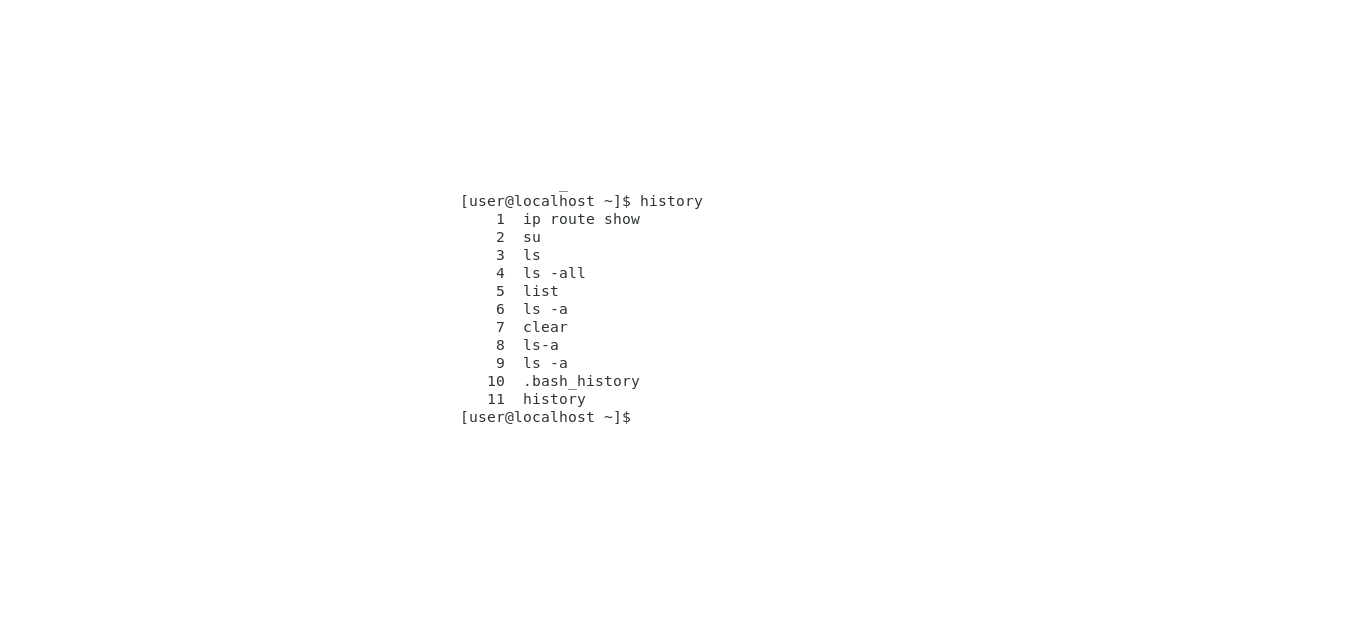 [user@localhost ~]$ history
1 ip route show
2 su
3 ls
4 ls -all
5 list
6 ls -a
7 clear
8 ls-a
9 ls -a
10 .bash_history
11 history
[user@localhost ~]$